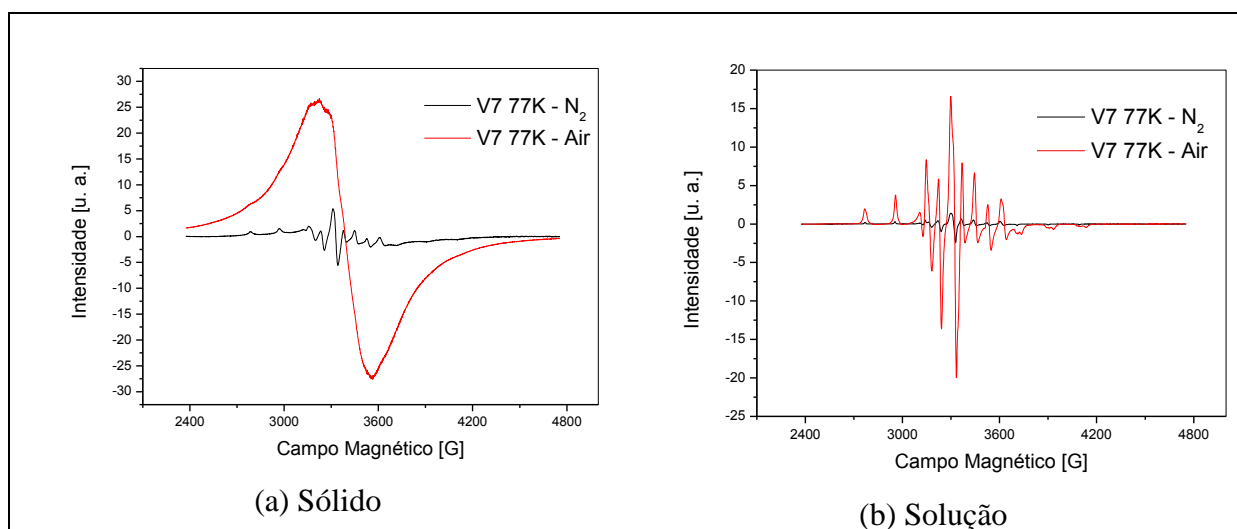 30
25
20
15
10
5
0
-5
-10
-15
-20
-25
-30
Intensidade [u. a.]
V7 77K - N2
V7 77K - Air
2400 3000 3600 4200 4800
Campo Magnético [G]
(a) Sólido
20
15
10
5
0
-5
-10
-15
-20
-25
Intensidade [u. a.]
V7 77K - N2
V7 77K - Air
2400 3000 3600 4200 4800
Campo Magnético [G]
(b) Solução